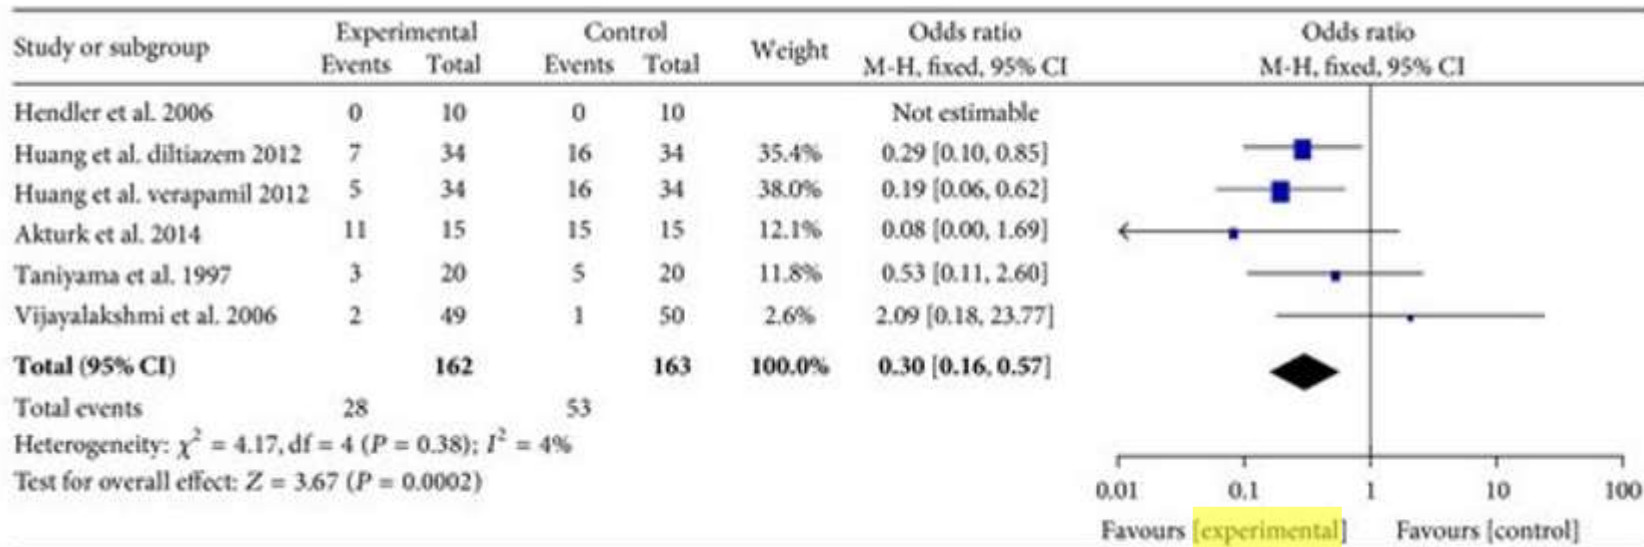 Study or subgroup Experimental Control Weight Odds ratio Odds ratio
Events Total Events Total M-H, fixed, 95% CI M-H, fixed, 95% CI
Hendler et al. 2006 0 10 0 10 Not estimable
Huang et al. diltiazem 2012 7 34 16 34 35.4% 0.29 [0.10, 0.85]
Huang et al. verapamil 2012 5 34 16 34 38.0% 0.19 [0.06, 0.62]
Akturk et al. 2014 11 15 15 15 12.1% 0.08 [0.00, 1.69]
Taniyama et al. 1997 3 20 5 20 11.8% 0.53 [0.11, 2.60]
Vijayalakshmi et al. 2006 2 49 1 50 2.6% 2.09 [0.18, 23.77]
Total (95% CI) 162 163 100.0% 0.30 [0.16, 0.57]
Total events 28 53
Heterogeneity: χ² = 4.17, df = 4 (P = 0.38); I² = 4%
Test for overall effect: Z = 3.67 (P = 0.0002)
0.01 0.1 1 10 100
Favours [experimental] Favours [control]